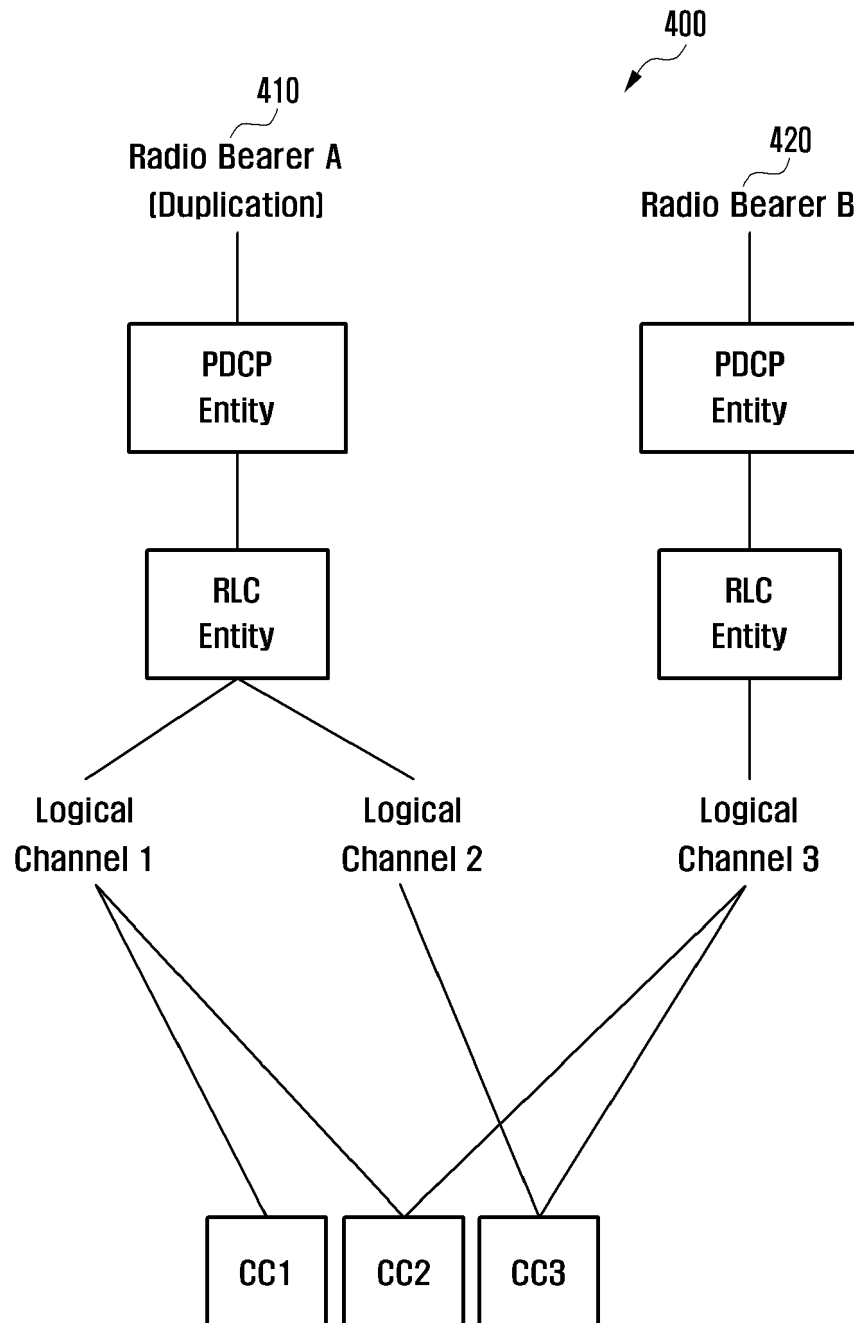 400
410
Radio Bearer A
(Duplication)
420
Radio Bearer B
PDCP
Entity
PDCP
Entity
RLC
Entity
RLC
Entity
Logical
Channel 1
Logical
Channel 2
Logical
Channel 3
CC1
CC2
CC3